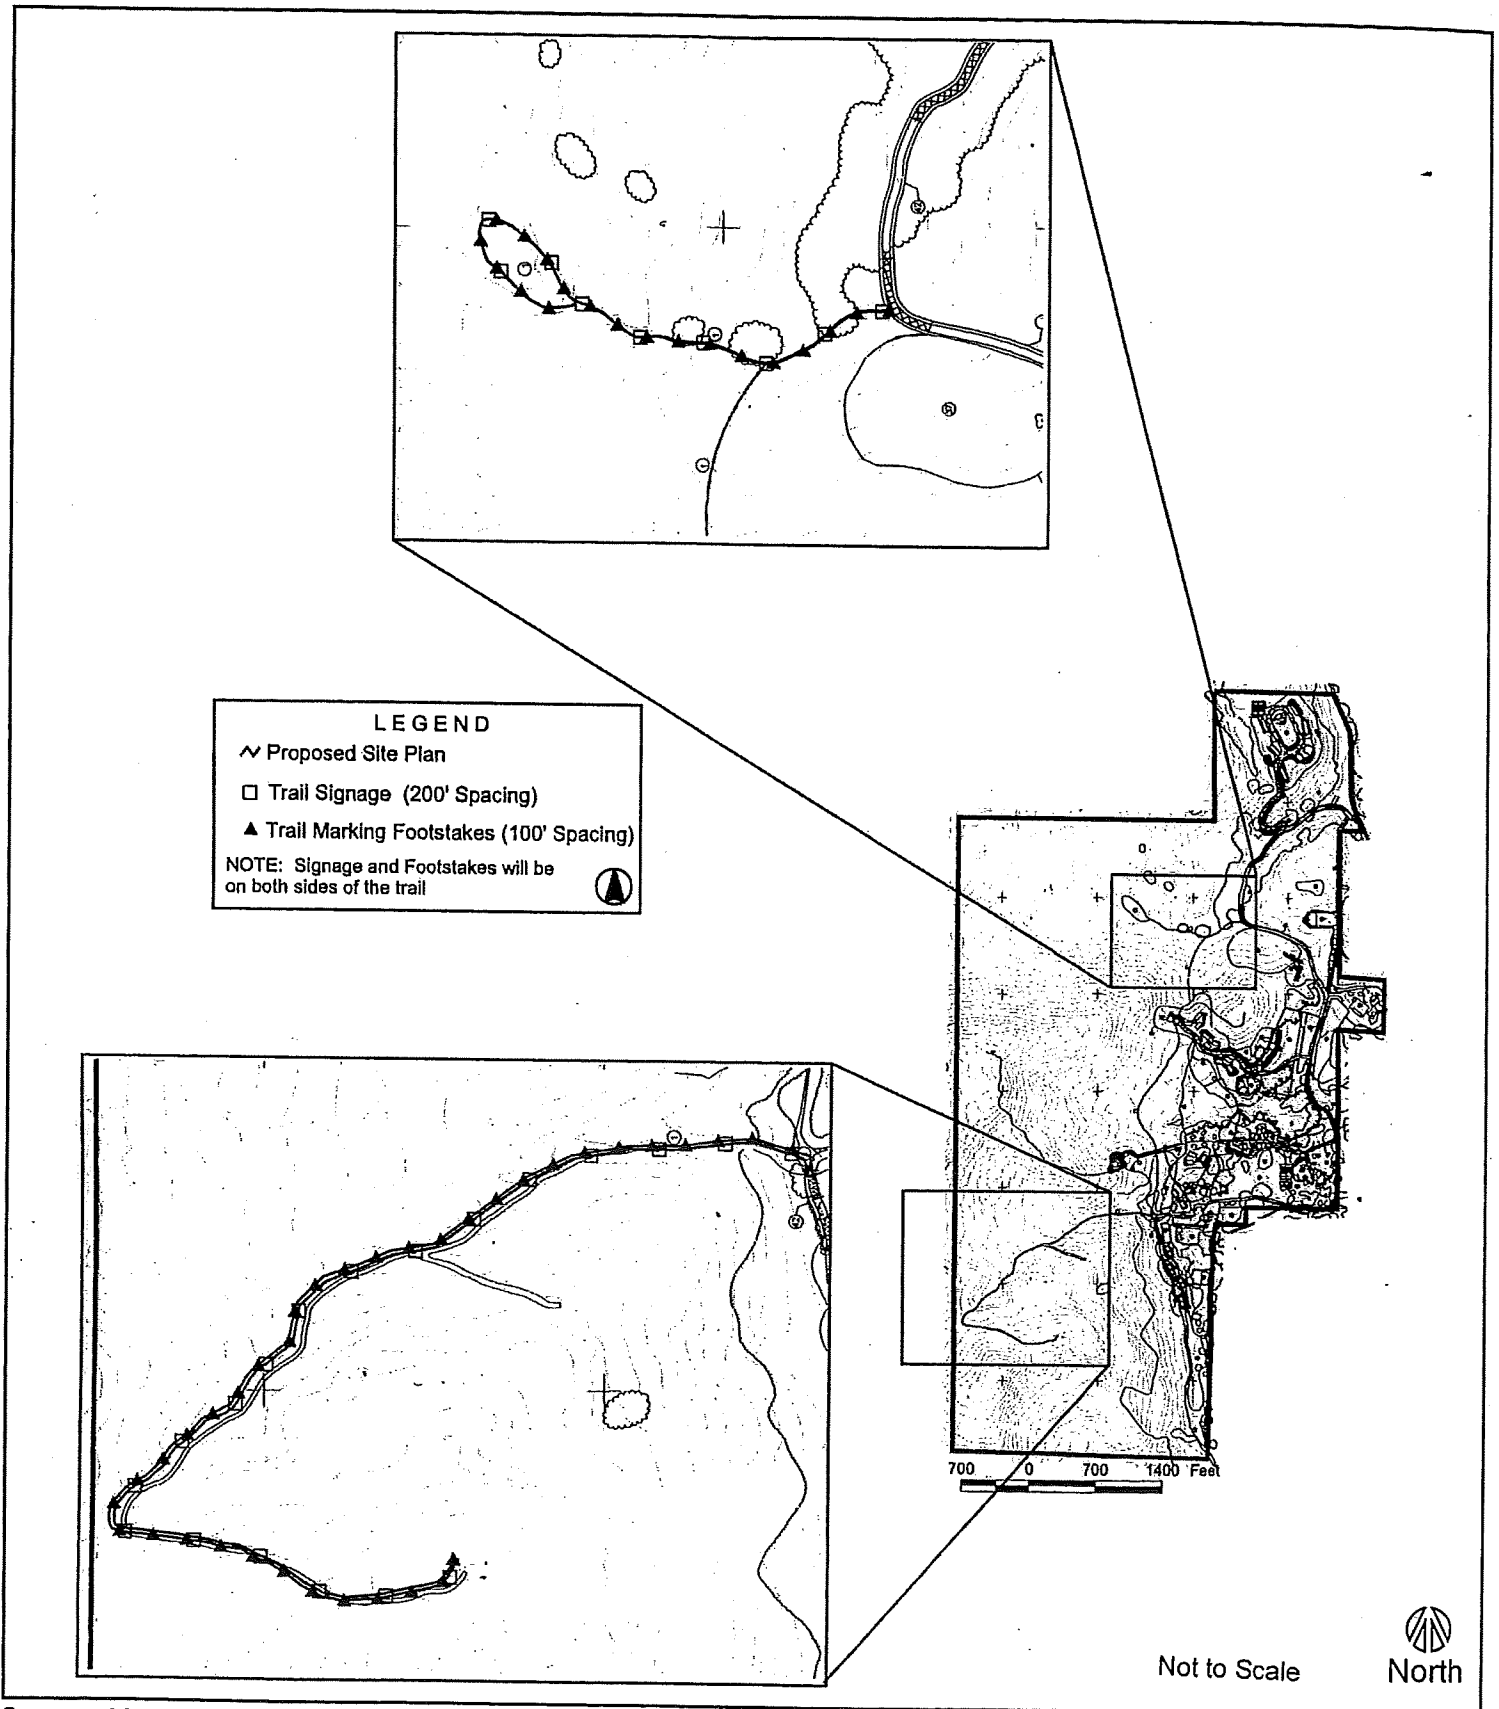 LEGEND
Proposed Site Plan
Trail Signage (200' Spacing)
Trail Marking Footstakes (100' Spacing)
NOTE: Signage and Footstakes will be
on both sides of the trail
700 0 700 1400 Feet
Not to Scale
North